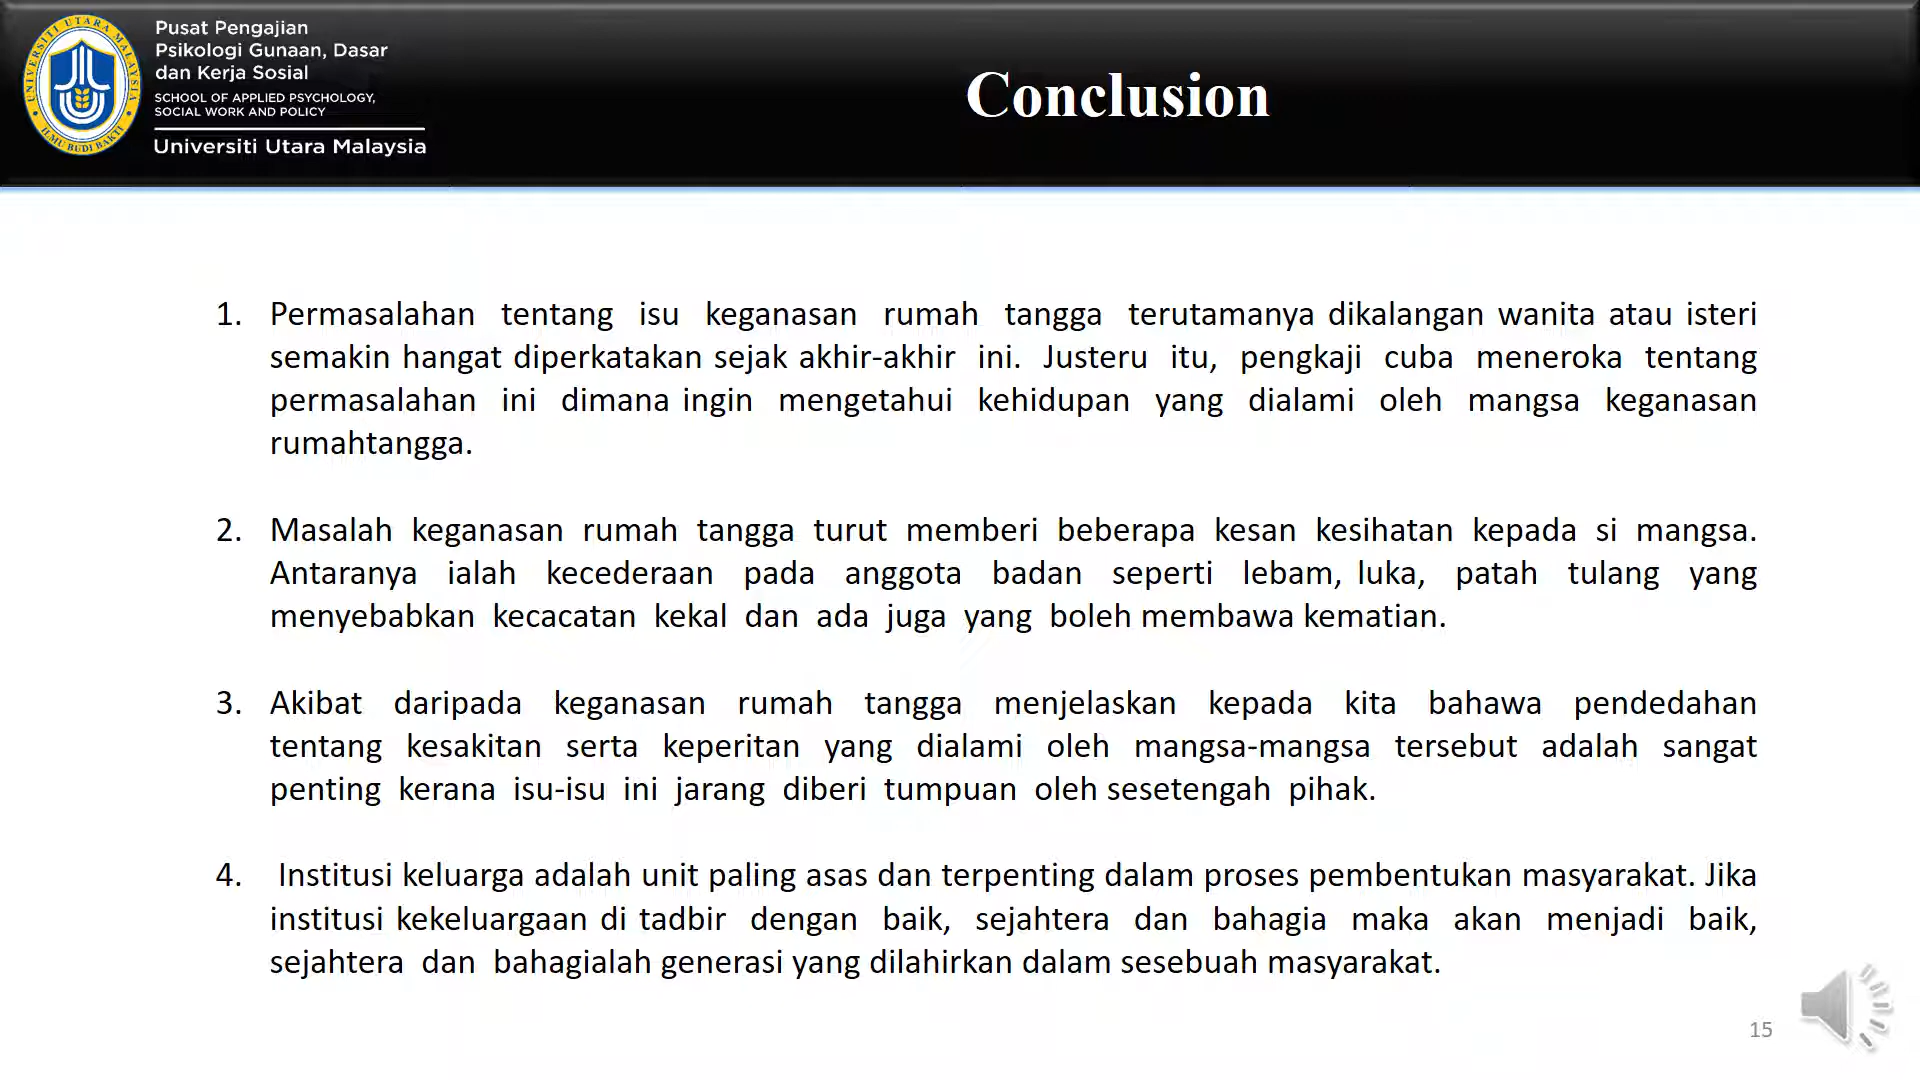 UNIVERSITI UTARA MALAYSIA
ILMU BUDI BAKTI
Pusat Pengajian
Psikologi Gunaan, Dasar
dan Kerja Sosial
SCHOOL OF APPLIED PSYCHOLOGY,
SOCIAL WORK AND POLICY
Universiti Utara Malaysia
Conclusion
1. Permasalahan tentang isu keganasan rumah tangga terutamanya dikalangan wanita atau isteri
semakin hangat diperkatakan sejak akhir-akhir ini. Justeru itu, pengkaji cuba meneroka tentang
permasalahan ini dimana ingin mengetahui kehidupan yang dialami oleh mangsa keganasan
rumahtangga.
2. Masalah keganasan rumah tangga turut memberi beberapa kesan kesihatan kepada si mangsa.
Antaranya ialah kecederaan pada anggota badan seperti lebam, luka, patah tulang yang
menyebabkan kecacatan kekal dan ada juga yang boleh membawa kematian.
3. Akibat daripada keganasan rumah tangga menjelaskan kepada kita bahawa pendedahan
tentang kesakitan serta keperitan yang dialami oleh mangsa-mangsa tersebut adalah sangat
penting kerana isu-isu ini jarang diberi tumpuan oleh sesetengah pihak.
4. Institusi keluarga adalah unit paling asas dan terpenting dalam proses pembentukan masyarakat. Jika
institusi kekeluargaan di tadbir dengan baik, sejahtera dan bahagia maka akan menjadi baik,
sejahtera dan bahagialah generasi yang dilahirkan dalam sesebuah masyarakat.
15